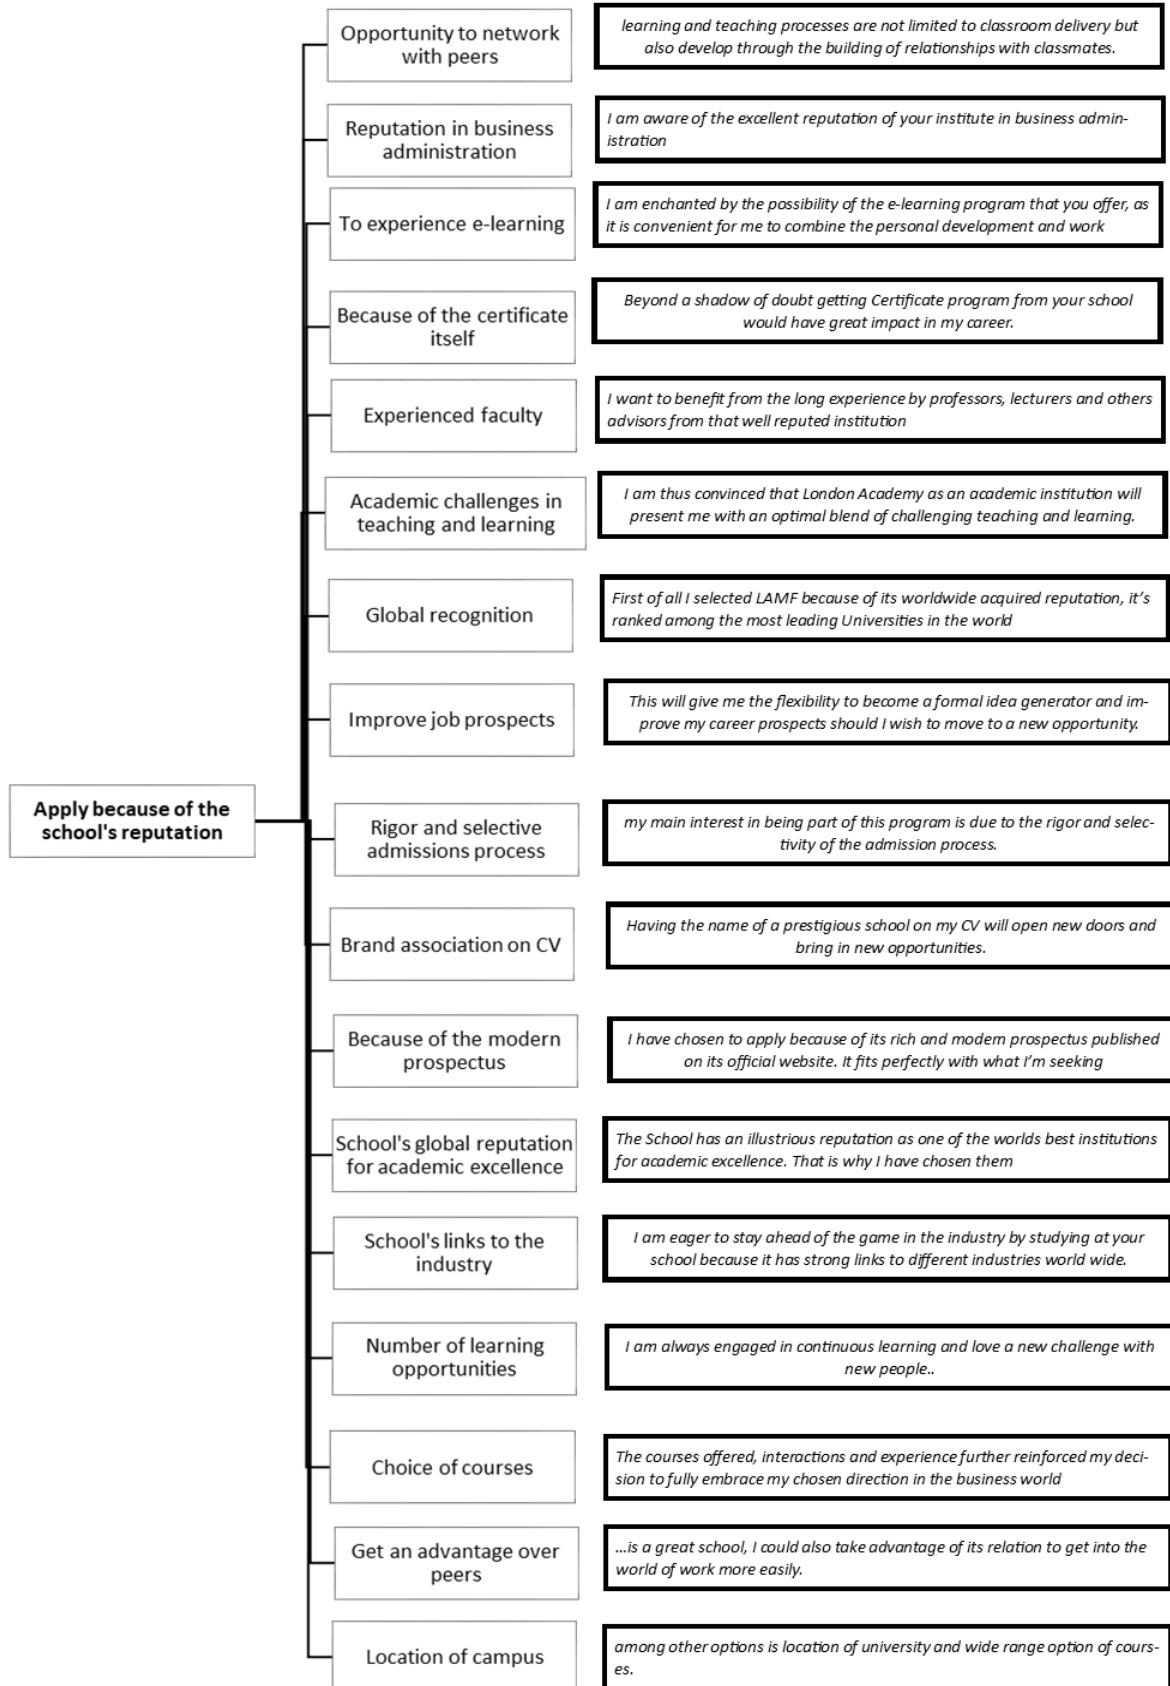 Opportunity to network
with peers
learning and teaching processes are not limited to classroom delivery but
also develop through the building of relationships with classmates.
Reputation in business
administration
I am aware of the excellent reputation of your institute in business admin-
istration
To experience e-learning
I am enchanted by the possibility of the e-learning program that you offer, as
it is convenient for me to combine the personal development and work
Because of the certificate
itself
Beyond a shadow of doubt getting Certificate program from your school
would have great impact in my career.
Experienced faculty
I want to benefit from the long experience by professors, lecturers and others
advisors from that well reputed institution
Academic challenges in
teaching and learning
I am thus convinced that London Academy as an academic institution will
present me with an optimal blend of challenging teaching and learning.
Global recognition
First of all I selected LAMF because of its worldwide acquired reputation, it's
ranked among the most leading Universities in the world
Improve job prospects
This will give me the flexibility to become a formal idea generator and im-
prove my career prospects should I wish to move to a new opportunity.
Apply because of the
school's reputation
Rigor and selective
admissions process
my main interest in being part of this program is due to the rigor and selec-
tivity of the admission process.
Brand association on CV
Having the name of a prestigious school on my CV will open new doors and
bring in new opportunities.
Because of the modern
prospectus
I have chosen to apply because of its rich and modern prospectus published
on its official website. It fits perfectly with what I'm seeking
School's global reputation
for academic excellence
The School has an illustrious reputation as one of the worlds best institutions
for academic excellence. That is why I have chosen them
School's links to the
industry
I am eager to stay ahead of the game in the industry by studying at your
school because it has strong links to different industries world wide.
Number of learning
opportunities
I am always engaged in continuous learning and love a new challenge with
new people..
Choice of courses
The courses offered, interactions and experience further reinforced my deci-
sion to fully embrace my chosen direction in the business world
Get an advantage over
peers
...is a great school, I could also take advantage of its relation to get into the
world of work more easily.
Location of campus
among other options is location of university and wide range option of cours-
es.